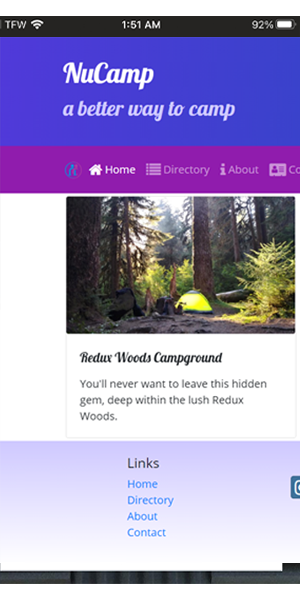 TFW 1:51 AM 92%
NuCamp
a better way to camp
Home Directory About Co
Redux Woods Campground
You'll never want to leave this hidden
gem, deep within the lush Redux
Woods.
Links
Home
Directory
About
Contact